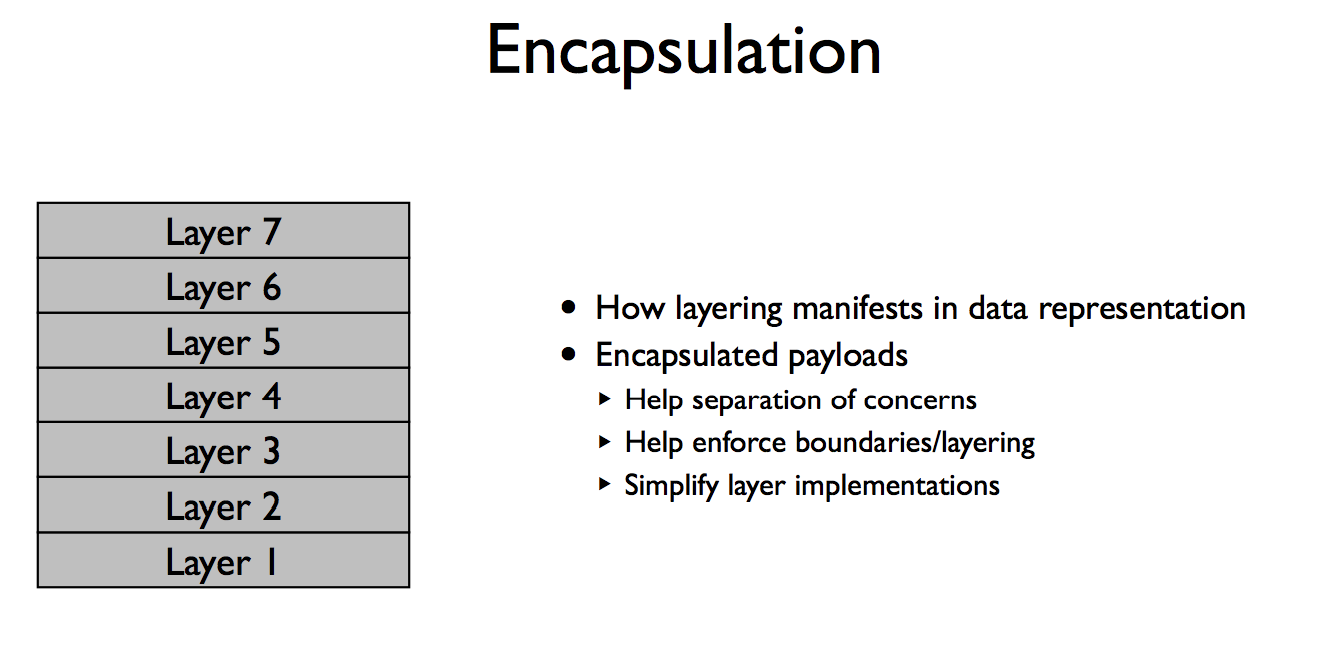 Encapsulation
Layer 7
Layer 6
Layer 5
Layer 4
Layer 3
Layer 2
Layer 1
• How layering manifests in data representation
• Encapsulated payloads
‣ Help separation of concerns
‣ Help enforce boundaries/layering
‣ Simplify layer implementations